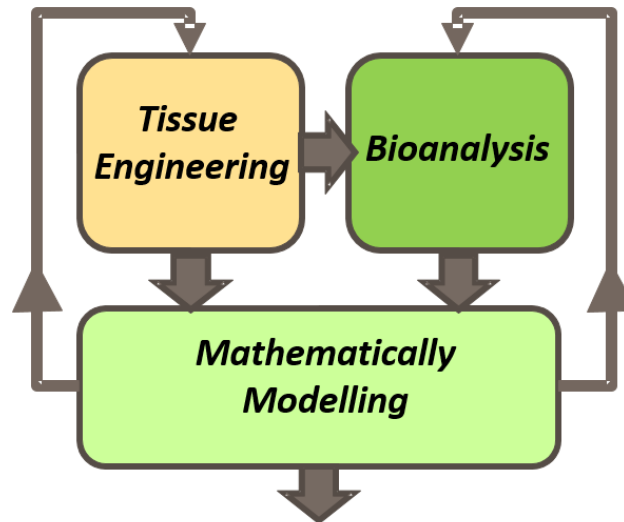 Tissue
Engineering
Bioanalysis
Mathematically
Modelling